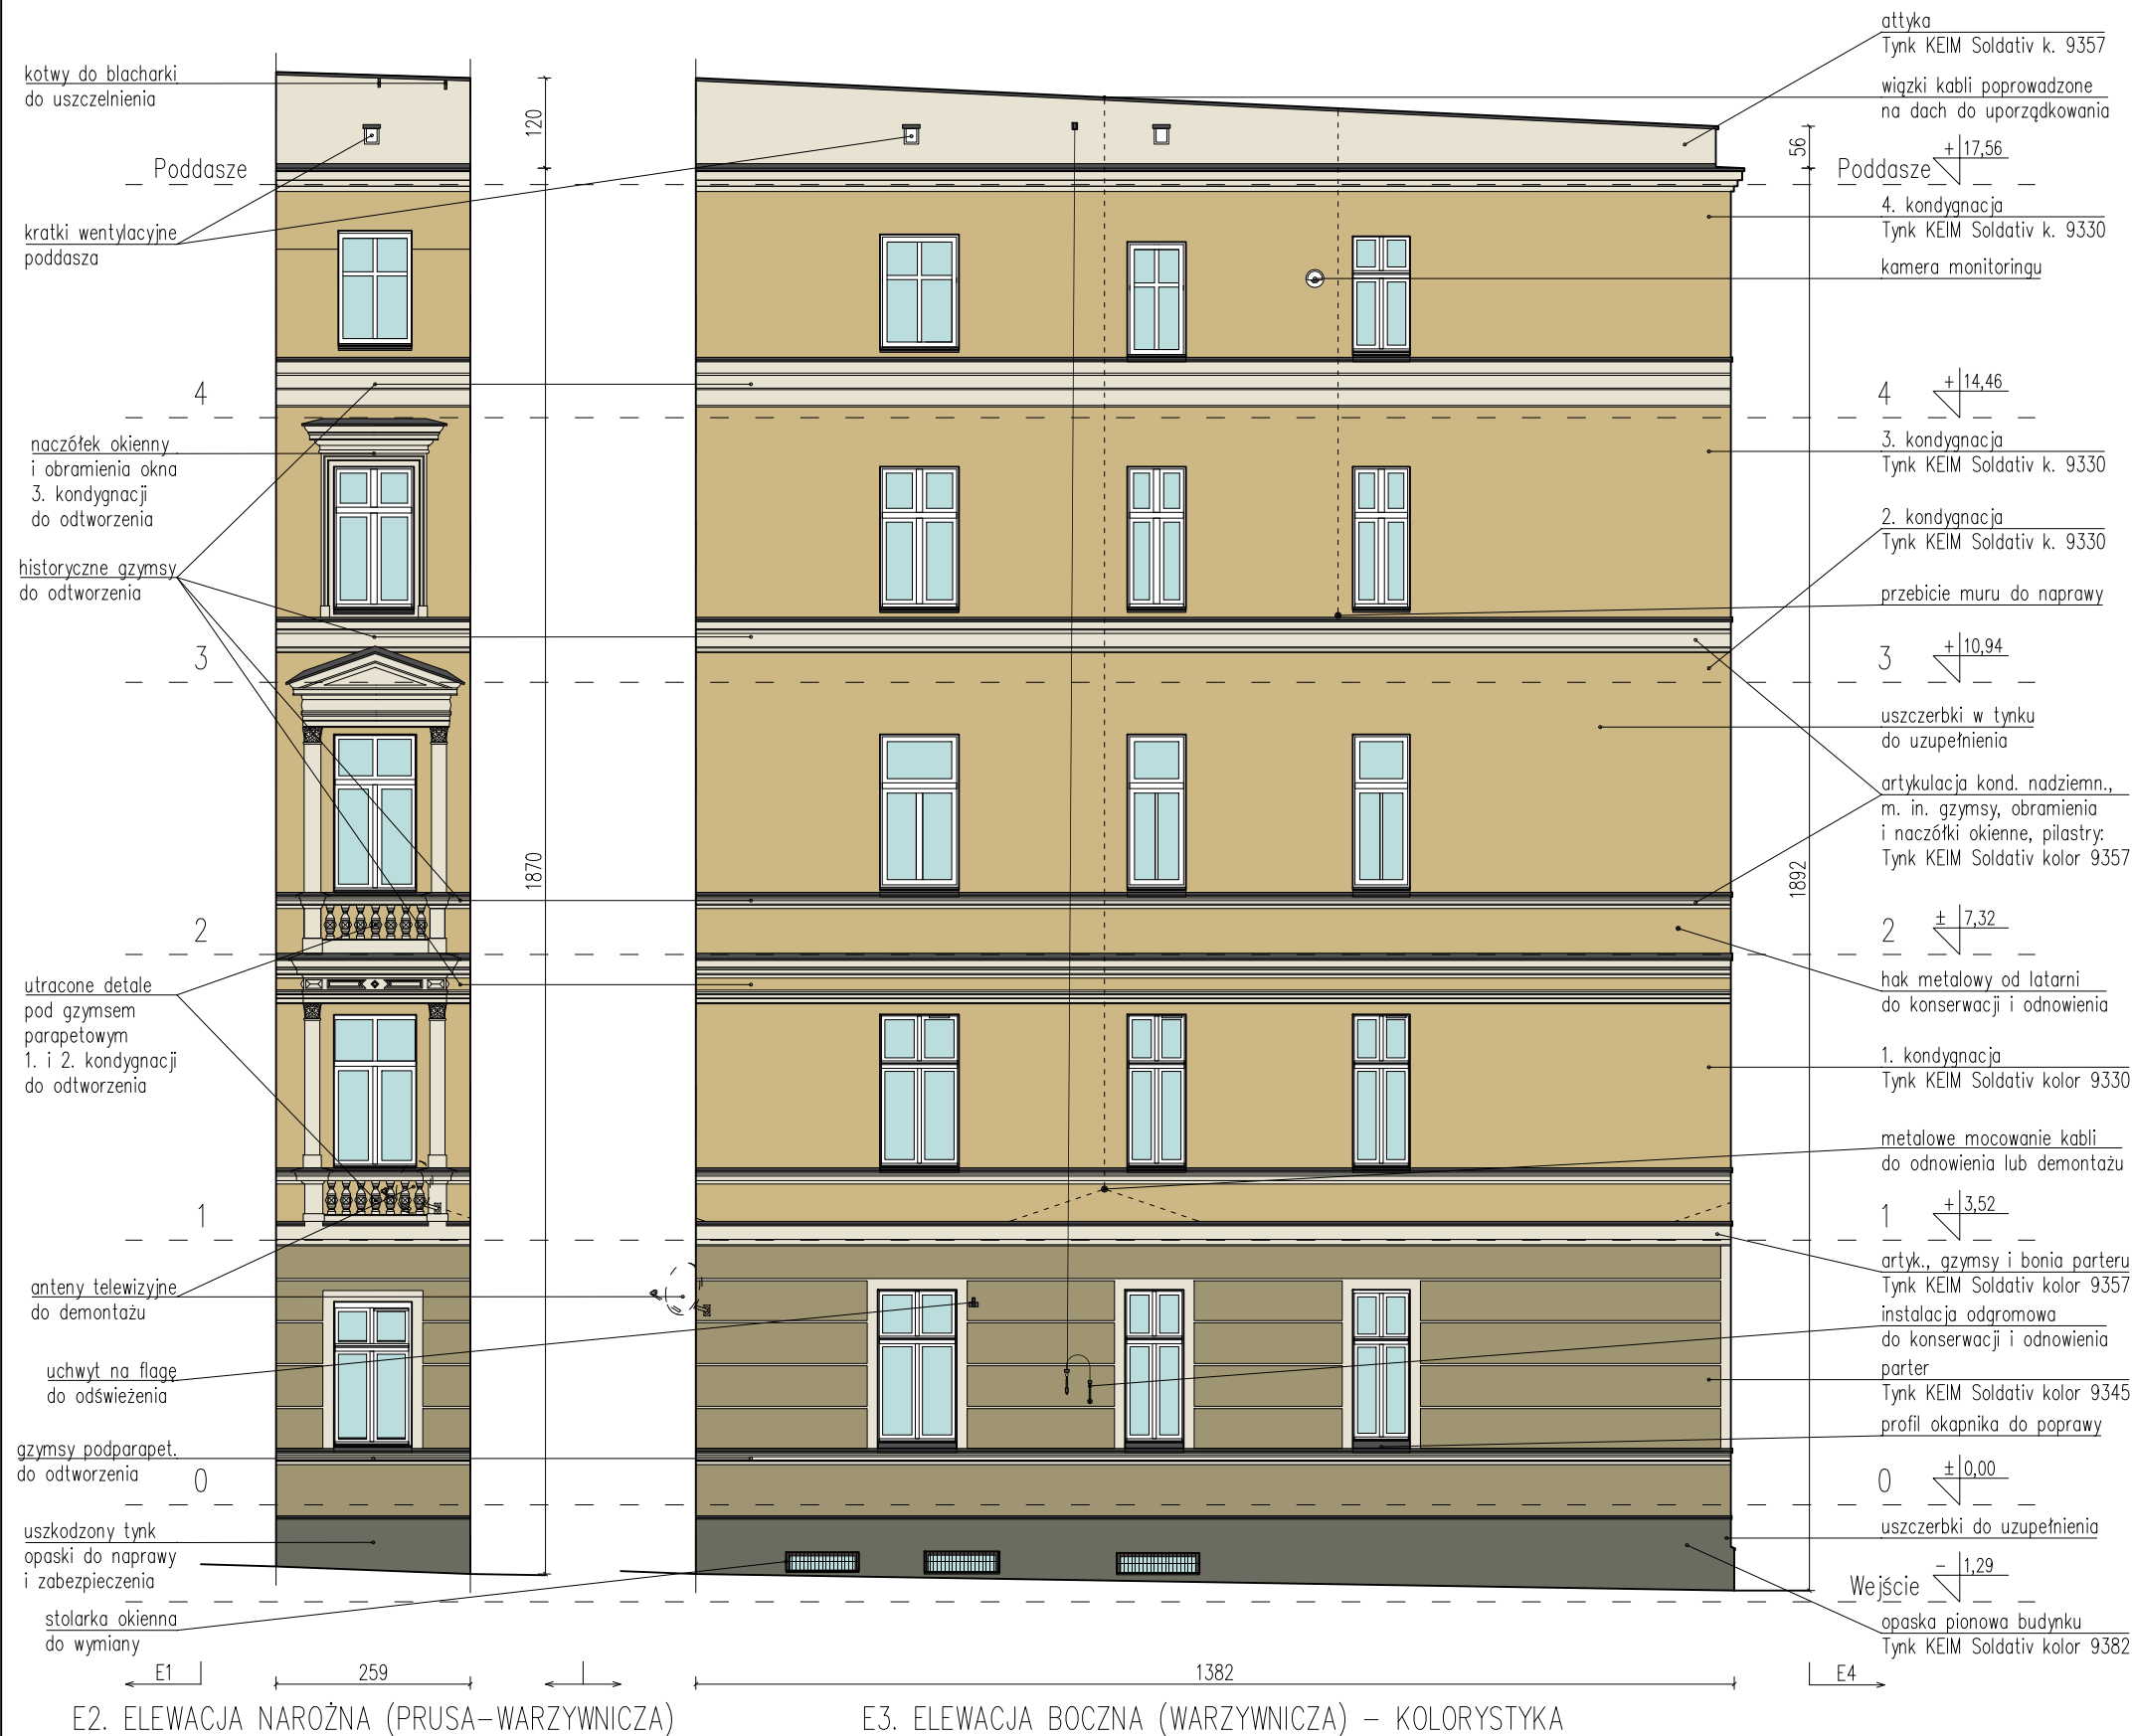 kotwy do blacharki
do uszczelnienia
Poddasze
kratki wentylacyjne
poddasza
4
naczółek okienny
i obramienia okna
3. kondygnacji
do odtworzenia
historyczne gzymsy
do odtworzenia
3
2
utracone detale
pod gzymsem
parapetowym
1. i 2. kondygnacji
do odtworzenia
1
anteny telewizyjne
do demontażu
uchwyt na flagę
do odświeżenia
gzymsy podparapet.
do odtworzenia
0
uszkodzony tynk
opaski do naprawy
i zabezpieczenia
stolarka okienna
do wymiany
120
1870
56
1892
attyka
Tynk KEIM Soldativ k. 9357
wiązki kabli poprowadzone
na dach do uporządkowania
+ 17,56
Poddasze
4. kondygnacja
Tynk KEIM Soldativ k. 9330
kamera monitoringu
+ 14,46
4
3. kondygnacja
Tynk KEIM Soldativ k. 9330
2. kondygnacja
Tynk KEIM Soldativ k. 9330
przebicie muru do naprawy
+ 10,94
3
uszczerbki w tynku
do uzupełnienia
artykulacja kond. nadziemn.,
m. in. gzymsy, obramienia
i naczółki okienne, pilastry:
Tynk KEIM Soldativ kolor 9357
± 7,32
2
hak metalowy od latarni
do konserwacji i odnowienia
1. kondygnacja
Tynk KEIM Soldativ kolor 9330
metalowe mocowanie kabli
do odnowienia lub demontażu
+ 3,52
1
artyk., gzymsy i bonia parteru
Tynk KEIM Soldativ kolor 9357
instalacja odgromowa
do konserwacji i odnowienia
parter
Tynk KEIM Soldativ kolor 9345
profil okapnika do poprawy
± 0,00
0
uszczerbki do uzupełnienia
− 1,29
Wejście
opaska pionowa budynku
Tynk KEIM Soldativ kolor 9382
E1
259
1382
E4
E2. ELEWACJA NAROŻNA (PRUSA–WARZYWNICZA)
E3. ELEWACJA BOCZNA (WARZYWNICZA) – KOLORYSTYKA